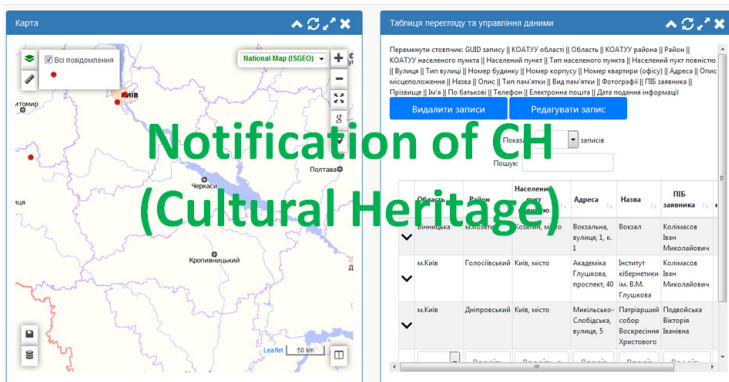 Карта
Всі повідомлення
National Map (ISGEO)
g
Київ
Полтава
Черкаси
Кропивницький
Leaflet
50 km
Notification of CH
(Cultural Heritage)
Таблиця перегляду та управління даними
Перемкнути стовпчик: GUID запису || КОАТУУ області || Область || КОАТУУ района || Район ||
КОАТУУ населеного пункта || Населений пункт || Тип населеного пункта || Населений пункт повністю
|| Вулиця || Тип вулиці || Номер будинку || Номер корпусу || Номер квартири (офісу) || Адреса || Опис
місцеположення || Назва || Опис || Тип пам'ятки || Вид пам'ятки || Фотографії || ПІБ заявника ||
Прізвище || Ім'я || По батькові || Телефон || Електронна пошта || Дата подання інформації
Видалити записи
Редагувати запис
записів
Пошук:
Область Район Населений пункт Адреса Назва ПІБ заявника
Вінницька м.Козятин Козятин, місто Вокзальна, вулиця, 1, к. 1 Вокзал Колімасов Іван Миколайович
м.Київ Голосіївський Київ, місто Академіка Глушкова, проспект, 40 Інститут кібернетики ім. В.М. Глушкова Колімасов Іван Миколайович
м.Київ Дніпровський Київ, місто Микільсько-Слобідська, вулиця, 5 Патріарший собор Воскресіння Христового Подвойська Вікторія Іванівна